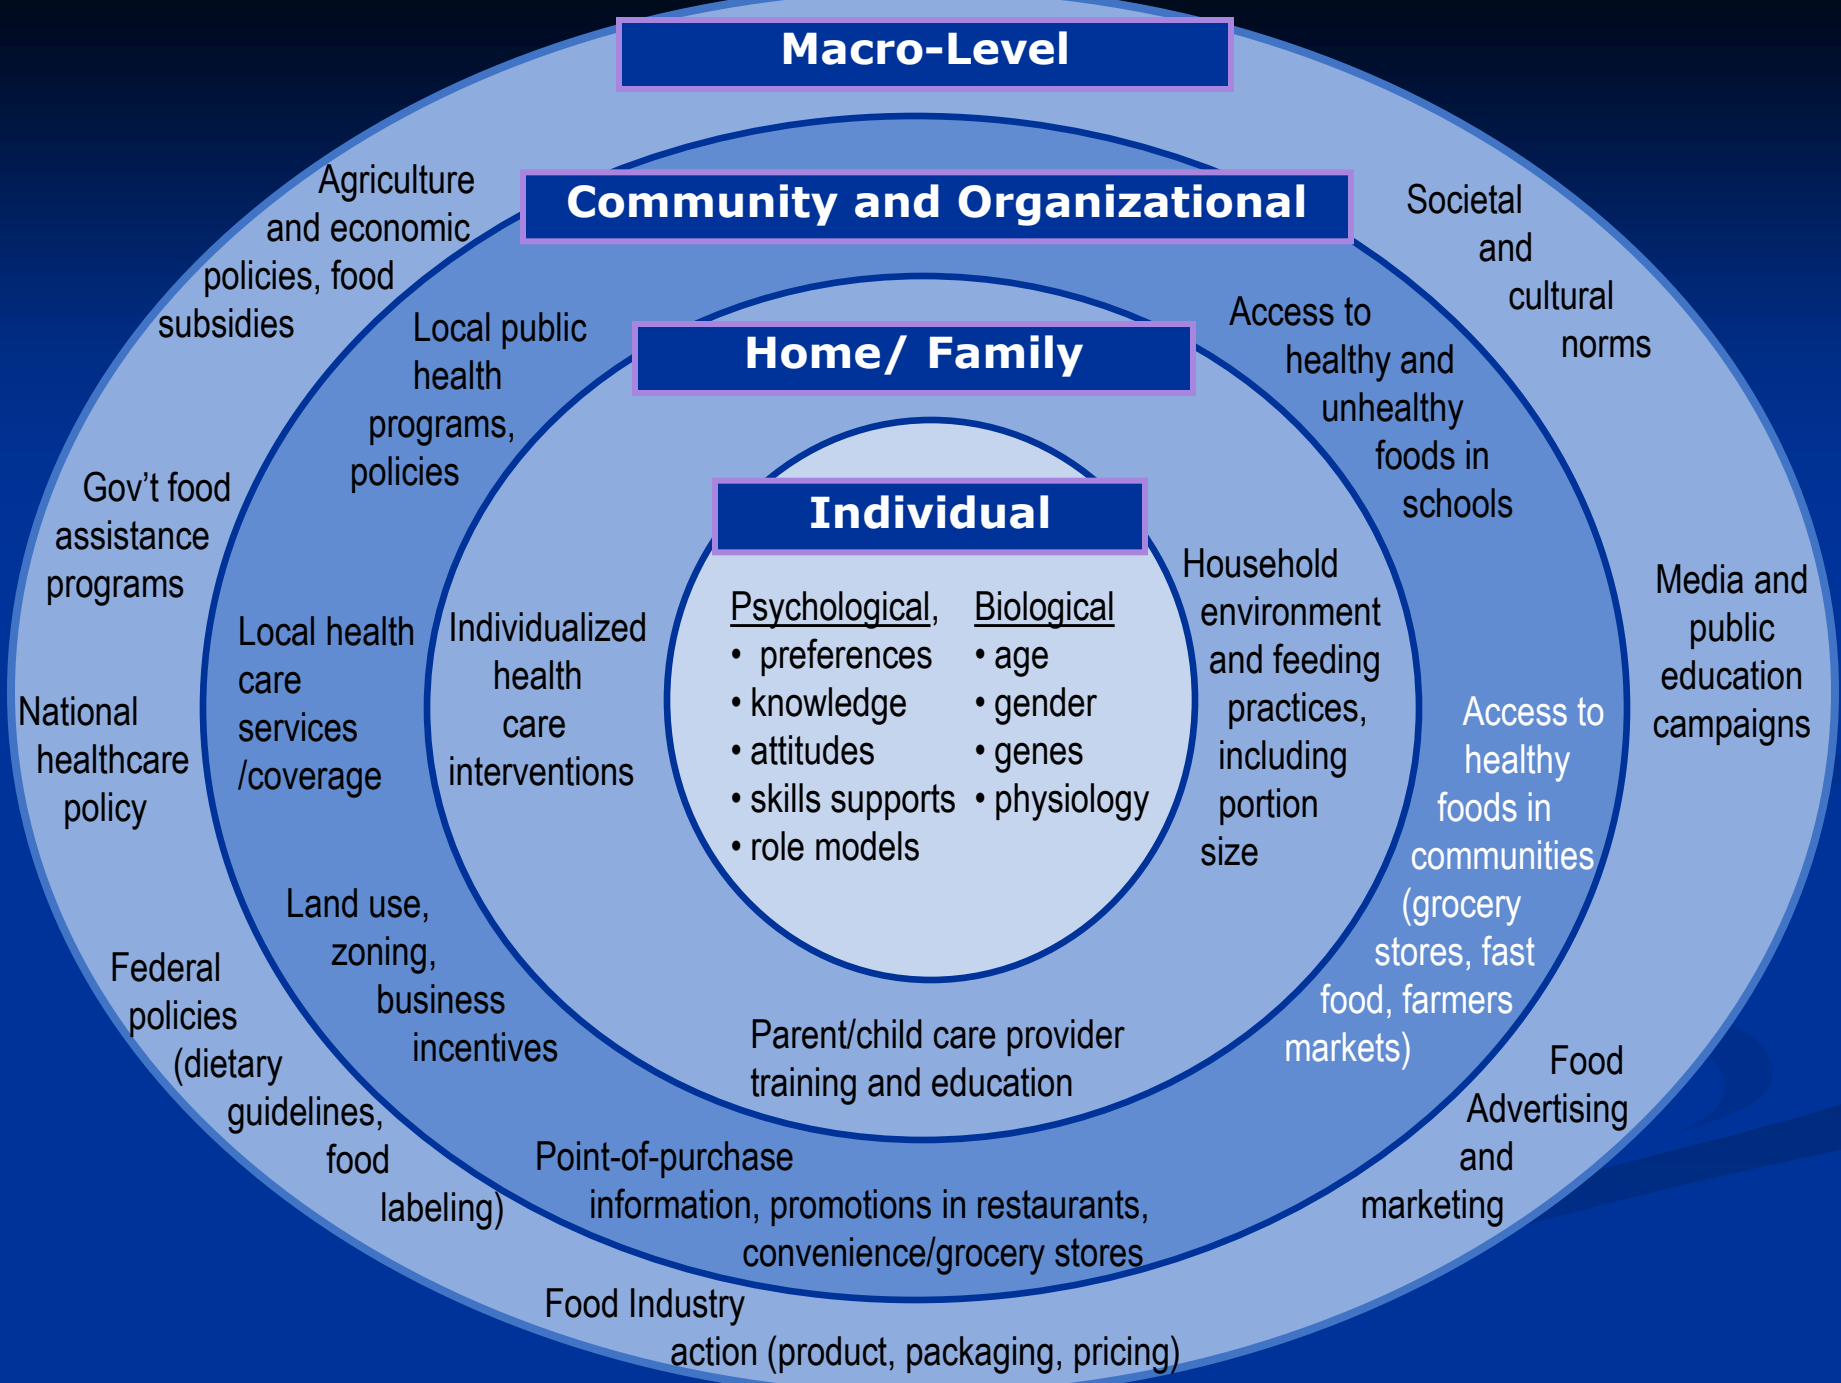 Macro-Level
Agriculture
and economic
policies, food
subsidies
Societal
and
cultural
norms
Gov't food
assistance
programs
Media and
public
education
campaigns
National
healthcare
policy
Federal
policies
(dietary
guidelines,
food
labeling)
Food
Advertising
and
marketing
Food Industry
action (product, packaging, pricing)
Community and Organizational
Local public
health
programs,
policies
Access to
healthy and
unhealthy
foods in
schools
Local health
care
services
/coverage
Access to
healthy
foods in
communities
(grocery
stores, fast
food, farmers
markets)
Land use,
zoning,
business
incentives
Point-of-purchase
information, promotions in restaurants,
convenience/grocery stores
Home/ Family
Individualized
health
care
interventions
Household
environment
and feeding
practices,
including
portion
size
Parent/child care provider
training and education
Individual
Psychological,
• preferences
• knowledge
• attitudes
• skills supports
• role models
Biological
• age
• gender
• genes
• physiology